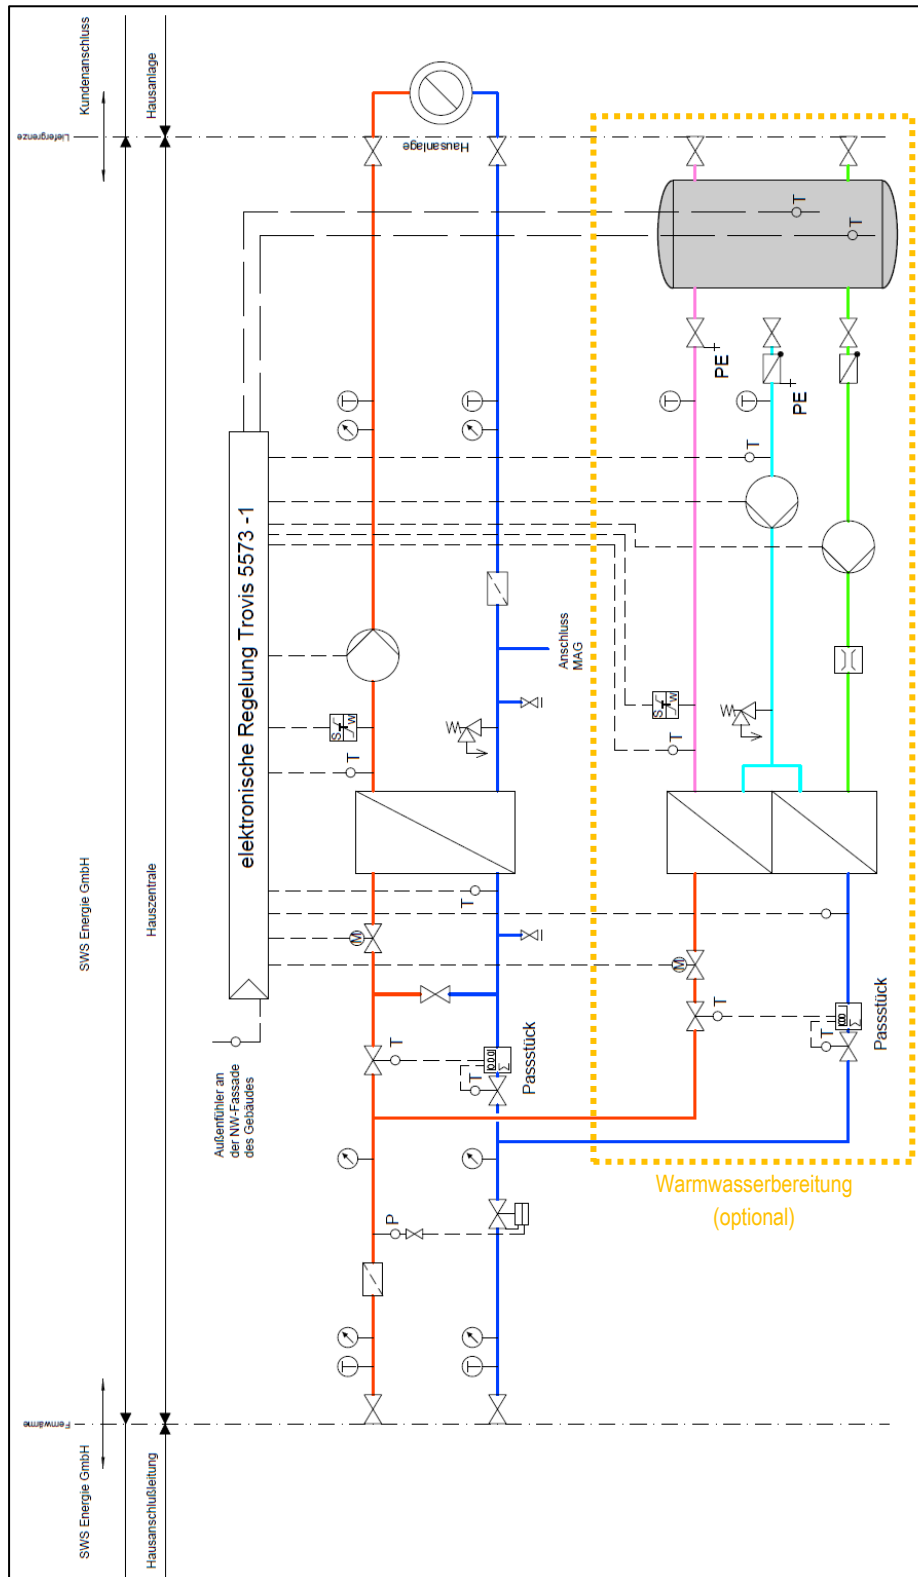 Kundenanschluss
Liefergrenze
Hausanlage
Hausanlage
T
T
T
T
T
T
PE
PE
T
elektronische Regelung Trovis 5573 -1
Anschluss
MAG
S T W
S T W
T
T
SWS Energie GmbH
Hauszentrale
T
M
M
T
T
T
T
Σ
Σ
Passstück
Passstück
Außenfühler an
der NW-Fassade
des Gebäudes
Warmwasserbereitung
(optional)
P
T
T
Fernwärme
SWS Energie GmbH
Hausanschlußleitung